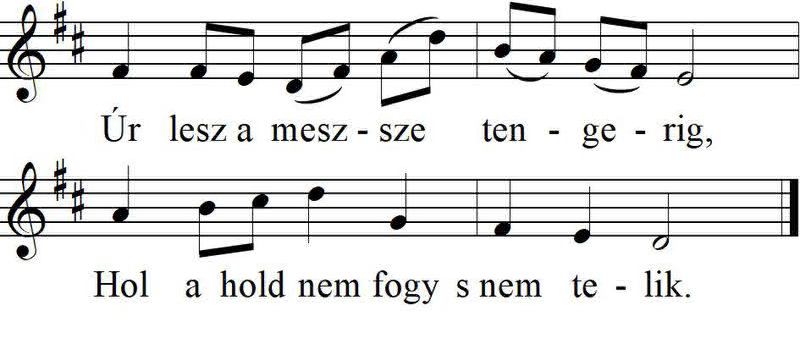 Úr lesz a mesz - sze ten - ge - rig,
Hol a hold nem fogy s nem te - lik.